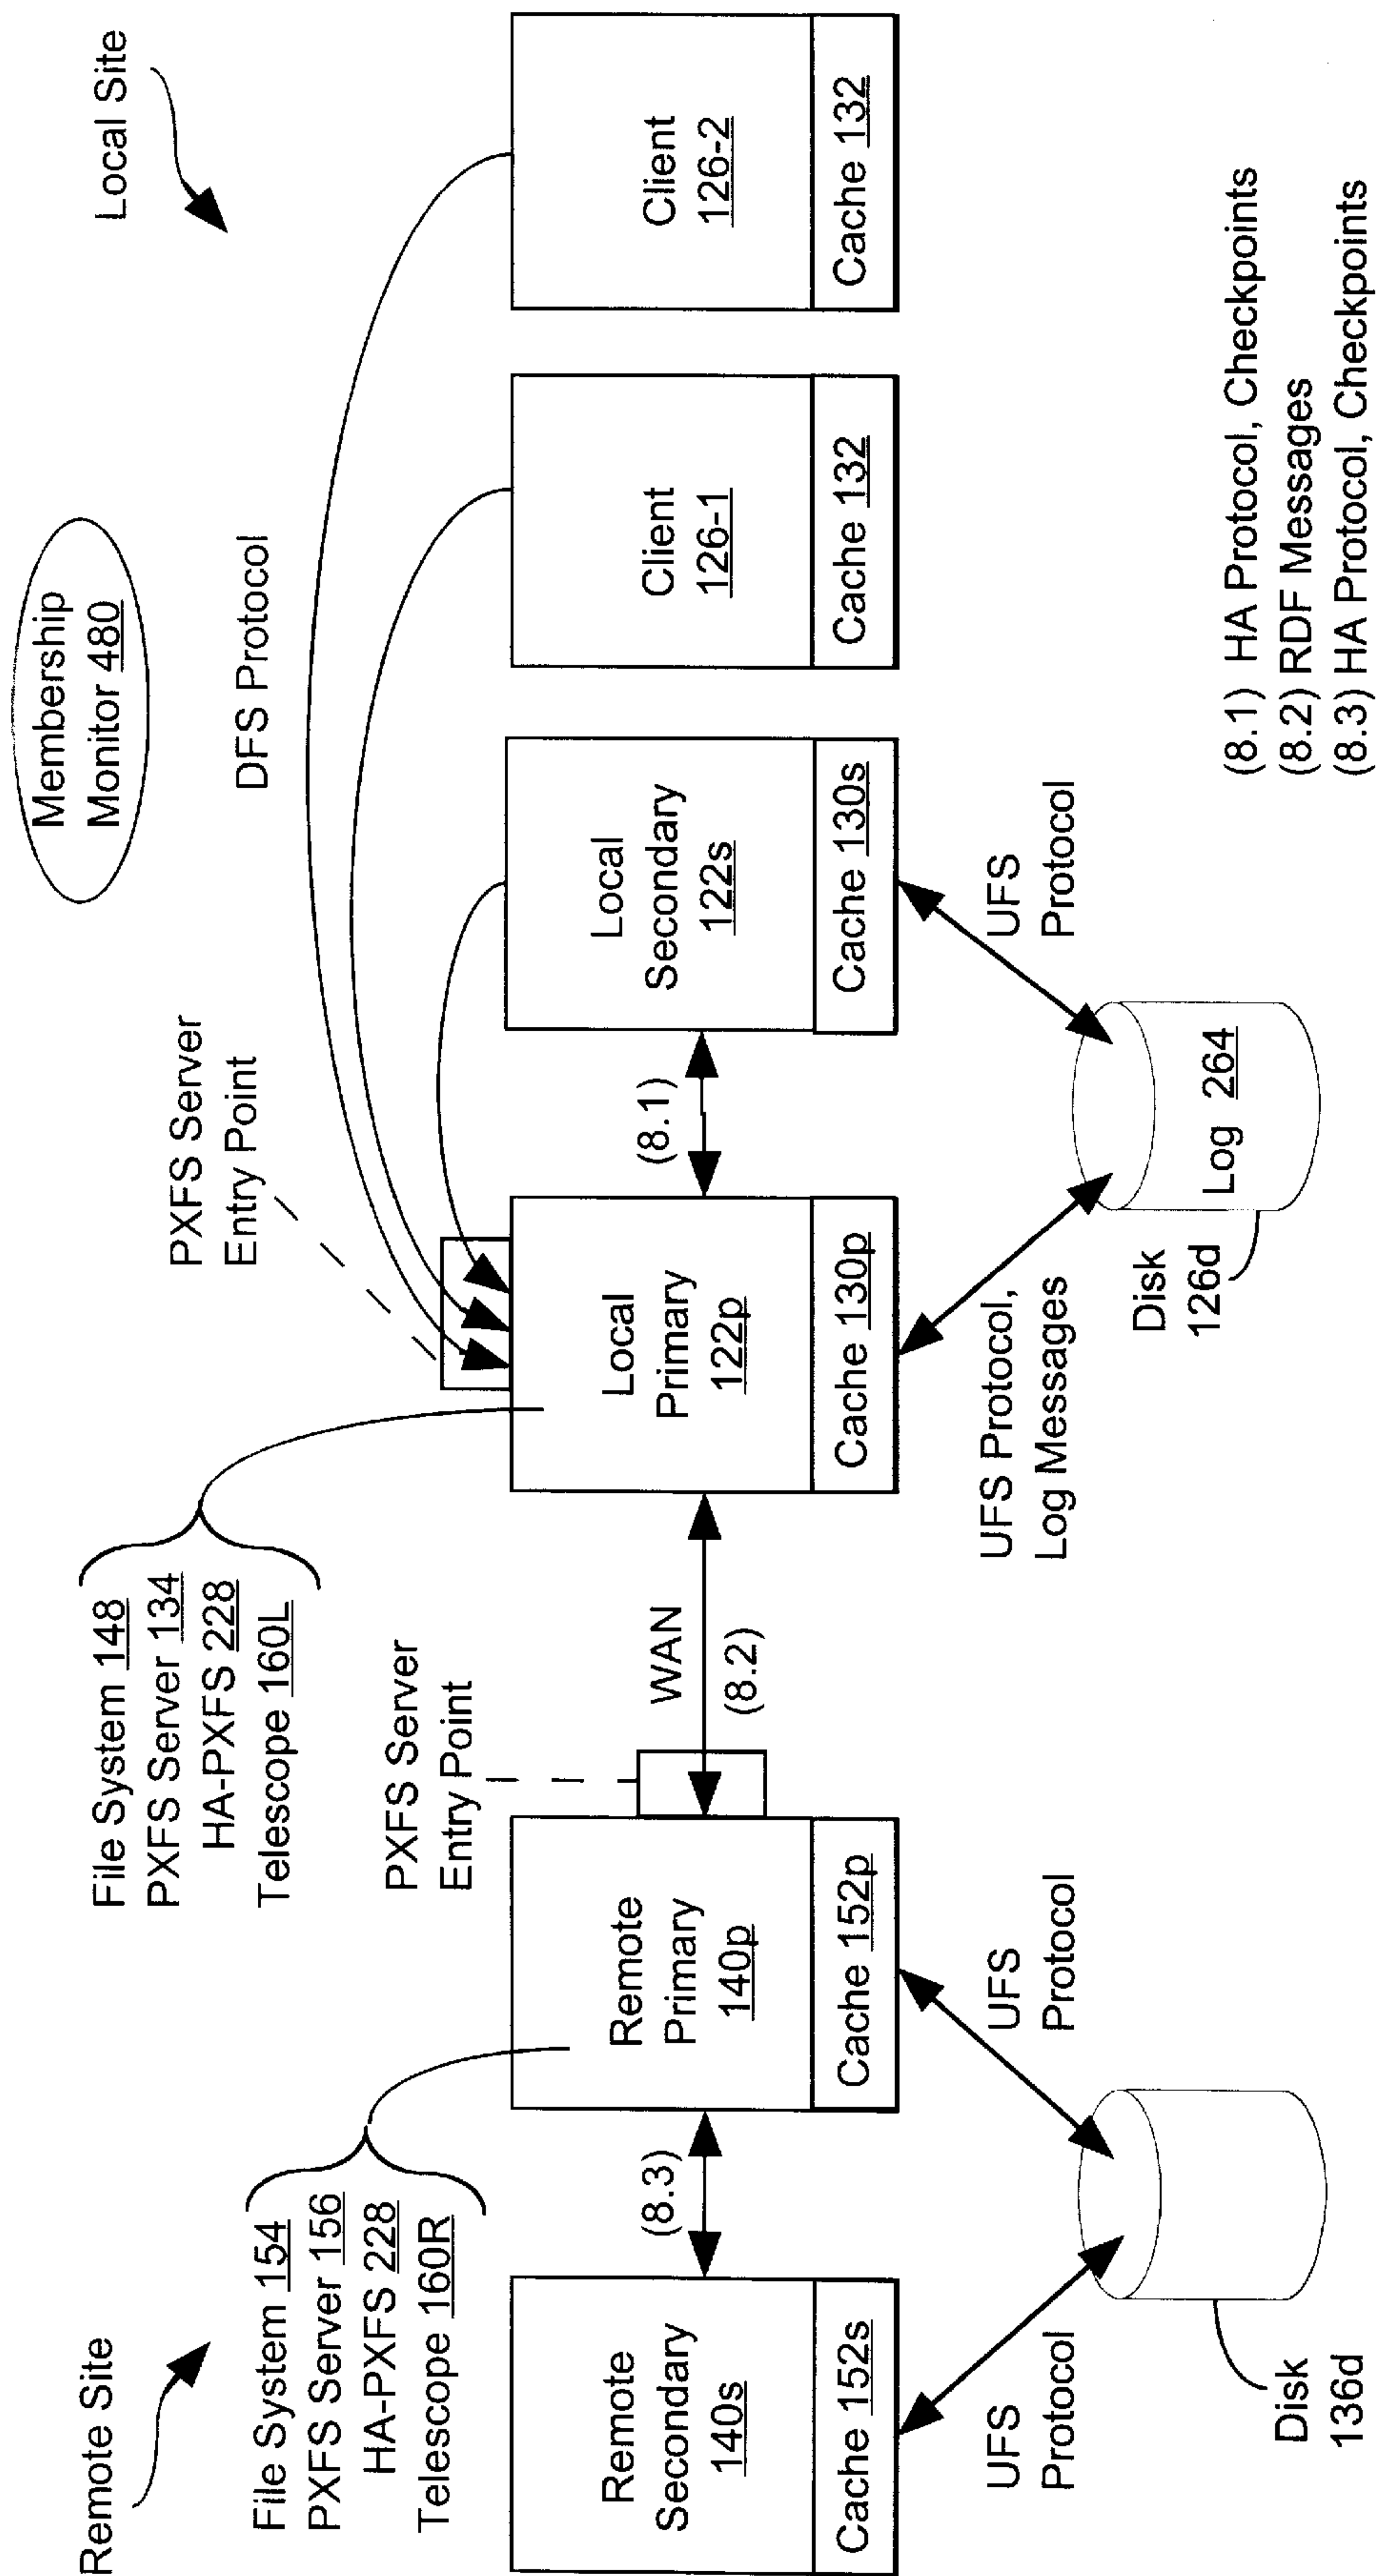 Remote Site
Membership
Monitor 480
Local Site
File System 148
PXFS Server 134
HA-PXFS 228
Telescope 160L
PXFS Server
Entry Point
DFS Protocol
File System 154
PXFS Server 156
HA-PXFS 228
Telescope 160R
PXFS Server
Entry Point
Remote
Secondary
140s
Cache 152s
(8.3)
Remote
Primary
140p
Cache 152p
WAN
(8.2)
Local
Primary
122p
Cache 130p
(8.1)
Local
Secondary
122s
Cache 130s
Client
126-1
Cache 132
Client
126-2
Cache 132
UFS
Protocol
UFS
Protocol
UFS Protocol,
Log Messages
UFS
Protocol
Disk
136d
Disk
126d
Log 264
(8.1) HA Protocol, Checkpoints
(8.2) RDF Messages
(8.3) HA Protocol, Checkpoints